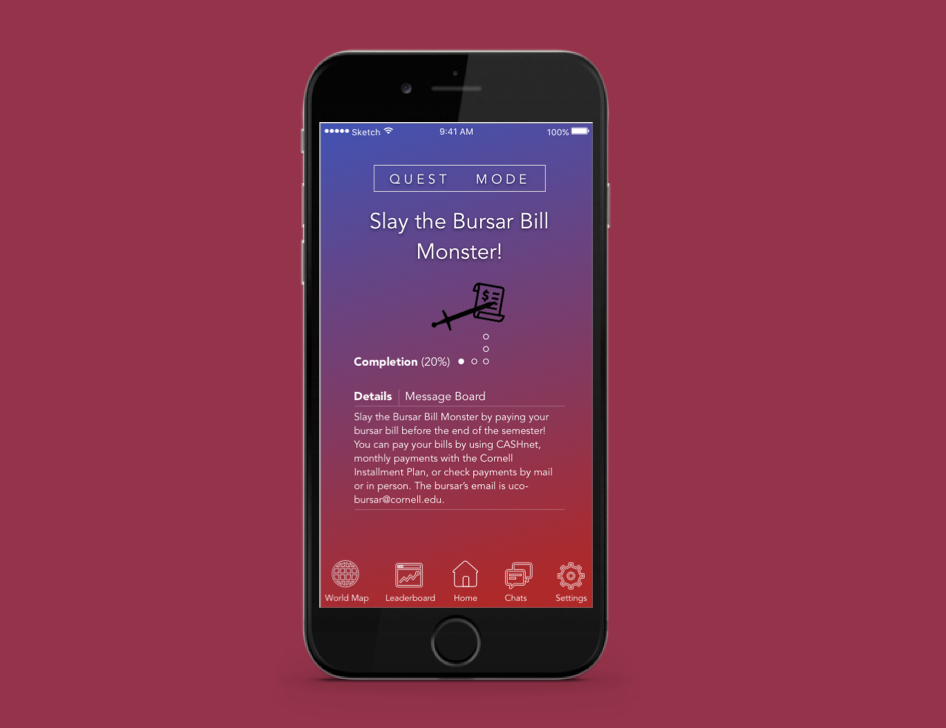 Sketch 9:41 AM 100%
QUEST MODE
Slay the Bursar Bill
Monster!
$
Completion (20%)
Details | Message Board
Slay the Bursar Bill Monster by paying your
bursar bill before the end of the semester!
You can pay your bills by using CASHnet,
monthly payments with the Cornell
Installment Plan, or check payments by mail
or in person. The bursar's email is uco-
bursar@cornell.edu.
World Map Leaderboard Home Chats Settings